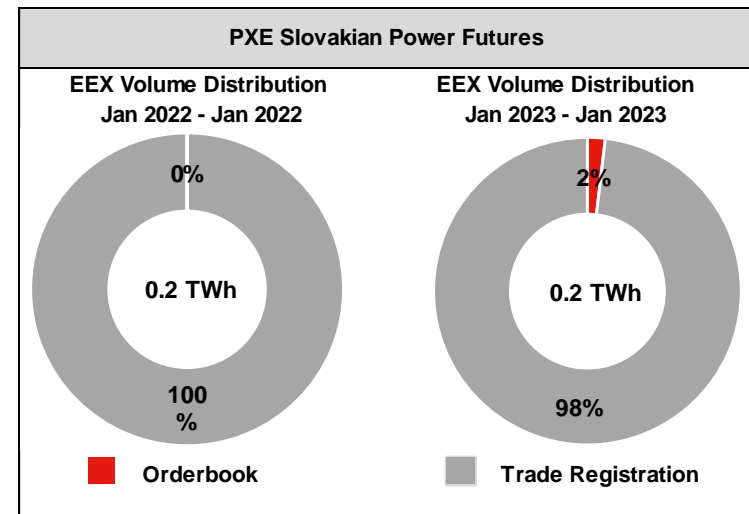 PXE Slovakian Power Futures
EEX Volume Distribution
Jan 2022 - Jan 2022
0%
0.2 TWh
100
%
EEX Volume Distribution
Jan 2023 - Jan 2023
2%
0.2 TWh
98%
Orderbook
Trade Registration